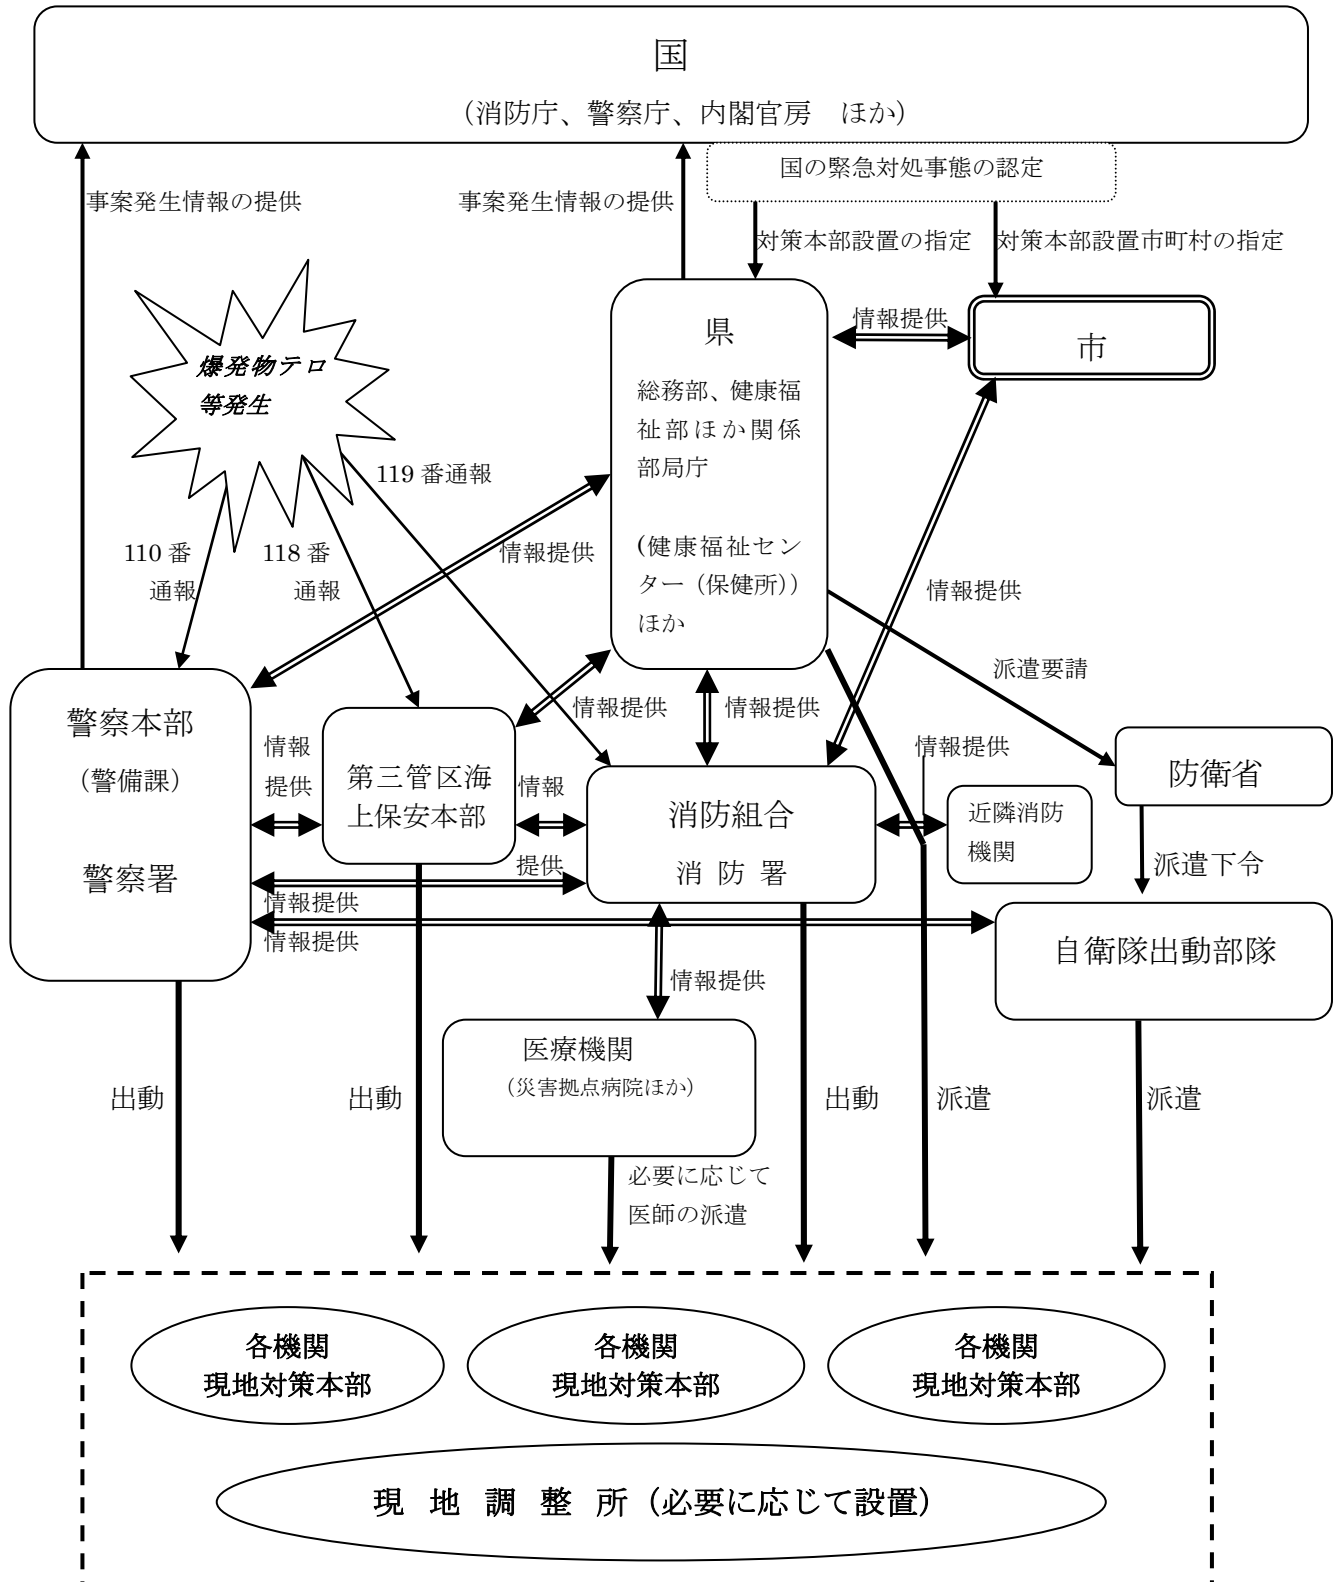 国
(消防庁、警察庁、内閣官房　ほか)
国の緊急対処事態の認定
事案発生情報の提供
事案発生情報の提供
対策本部設置の指定
対策本部設置市町村の指定
爆発物テロ
等発生
県
総務部、健康福
祉部ほか関係
部局庁
(健康福祉セン
ター（保健所））
ほか
情報提供
市
119 番通報
110 番
通報
118 番
通報
情報提供
情報提供
派遣要請
警察本部
（警備課）
警察署
情報
提供
第三管区海
上保安本部
情報提供
情報提供
情報
提供
消防組合
消 防 署
情報提供
近隣消防
機関
防衛省
派遣下令
情報提供
情報提供
自衛隊出動部隊
情報提供
医療機関
（災害拠点病院ほか）
出動
出動
出動
派遣
派遣
必要に応じて
医師の派遣
各機関
現地対策本部
各機関
現地対策本部
各機関
現地対策本部
現 地 調 整 所（必要に応じて設置）